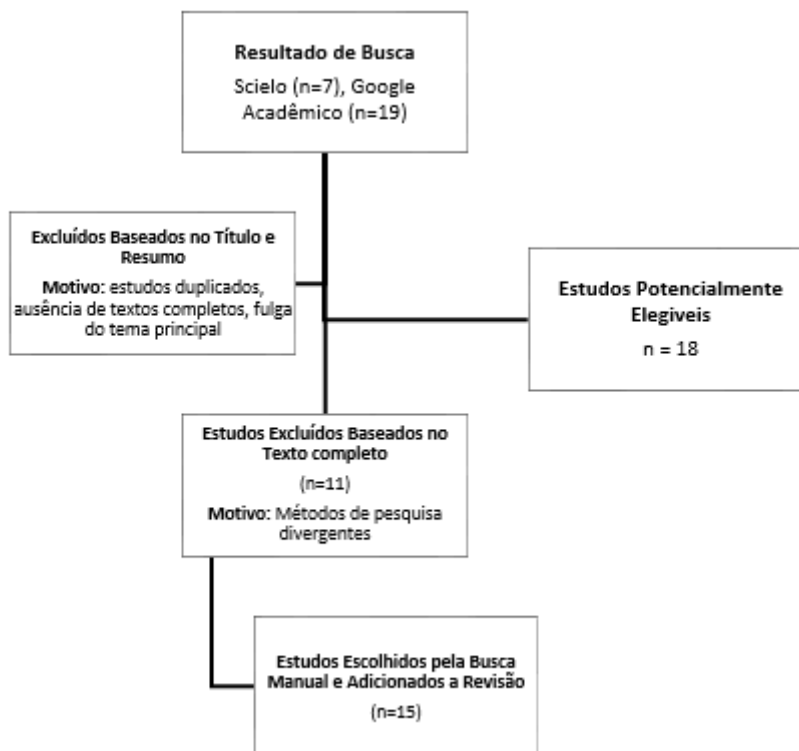 Resultado de Busca
Scielo (n=7), Google
Acadêmico (n=19)
Excluídos Baseados no Título e
Resumo
Motivo: estudos duplicados,
ausência de textos completos, fulga
do tema principal
Estudos Potencialmente
Elegiveis
n = 18
Estudos Excluídos Baseados no
Texto completo
(n=11)
Motivo: Métodos de pesquisa
divergentes
Estudos Escolhidos pela Busca
Manual e Adicionados a Revisão
(n=15)